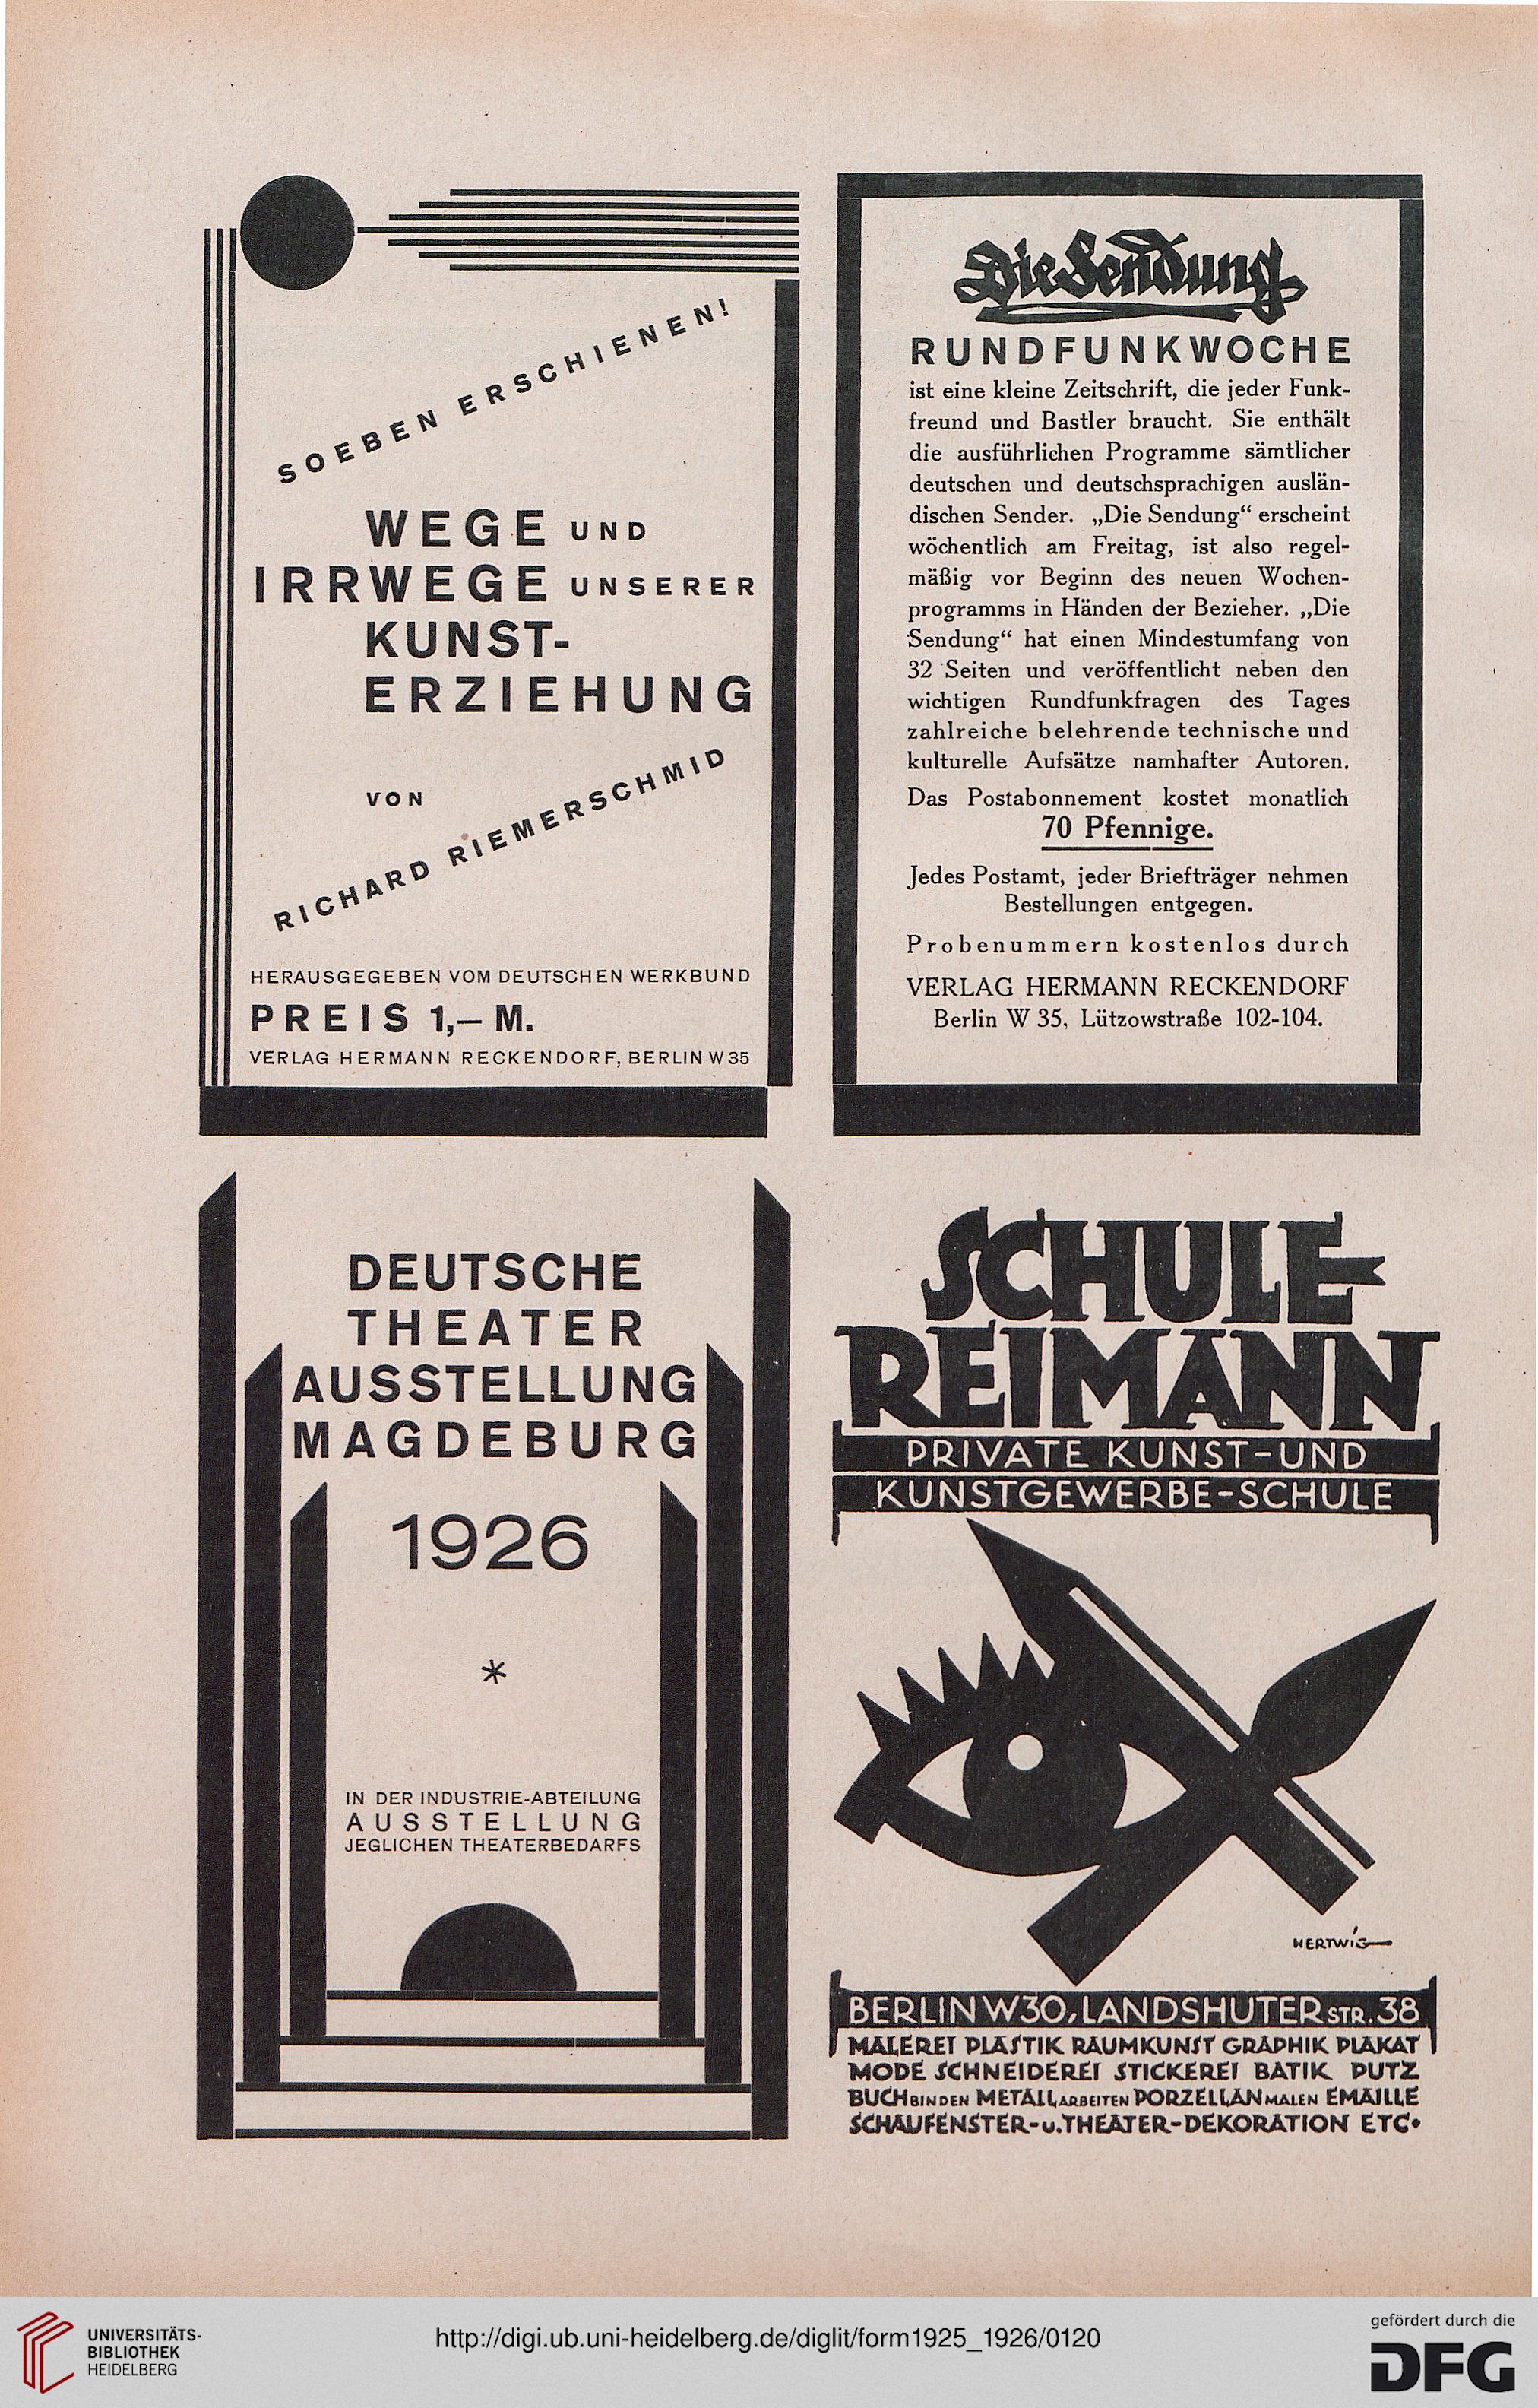 SOEBEN ERSCHIENEN!
WEGE UND
IRRWEGE UNSERER
KUNST-
ERZIEHUNG
VON
RICHARD RIEMERSCHMID
HERAUSGEGEBEN VOM DEUTSCHEN WERKBUND
PREIS 1,— M.
VERLAG HERMANN RECKENDORF, BERLIN W 35
Die Sendung
RUNDFUNKWOCHE
ist eine kleine Zeitschrift, die jeder Funk-
freund und Bastler braucht. Sie enthält
die ausführlichen Programme sämtlicher
deutschen und deutschsprachigen auslän-
dischen Sender. „Die Sendung“ erscheint
wöchentlich am Freitag, ist also regel-
mäßig vor Beginn des neuen Wochen-
programms in Händen der Bezieher. „Die
Sendung“ hat einen Mindestumfang von
32 Seiten und veröffentlicht neben den
wichtigen Rundfunkfragen des Tages
zahlreiche belehrende technische und
kulturelle Aufsätze namhafter Autoren.
Das Postabonnement kostet monatlich
70 Pfennige.
Jedes Postamt, jeder Briefträger nehmen
Bestellungen entgegen.
Probenummern kostenlos durch
VERLAG HERMANN RECKENDORF
Berlin W 35, Lützowstraße 102-104.
DEUTSCHE
THEATER
AUSSTELLUNG
MAGDEBURG
1926
*
IN DER INDUSTRIE-ABTEILUNG
AUSSTELLUNG
JEGLICHEN THEATERBEDARFS
SCHULE
REIMANN
PRIVATE KUNST-UND
KUNSTGEWERBE-SCHULE
HERTWIG
BERLIN W30, LANDSHUTER STR. 38
MALEREI PLASTIK RAUMKUNST GRAPHIK PLAKAT
MODE SCHNEIDEREI STICKEREI BATIK PUTZ
BUCHBINDEN METALLARBEITEN PORZELLANMALEN EMAILLE
SCHAUFENSTER-u.THEATER-DEKORATION ETC.
UNIVERSITÄTS-
BIBLIOTHEK
HEIDELBERG
http://digi.ub.uni-heidelberg.de/diglit/form1925_1926/0120
gefördert durch die
DFG